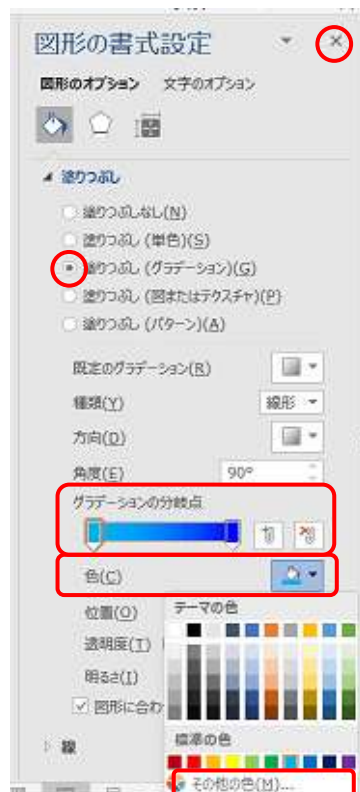 図形の書式設定
図形のオプション 文字のオプション
塗りつぶし
塗りつぶしなし(N)
塗りつぶし (単色)(S)
塗りつぶし (グラデーション)(G)
塗りつぶし (図またはテクスチャ)(P)
塗りつぶし (パターン)(A)
既定のグラデーション(R)
種類(Y) 線形
方向(D)
角度(E) 90°
グラデーションの分岐点
色(C)
位置(O)
テーマの色
透明度(T)
明るさ(I)
図形に合わ
標準の色
線
その他の色(M)...